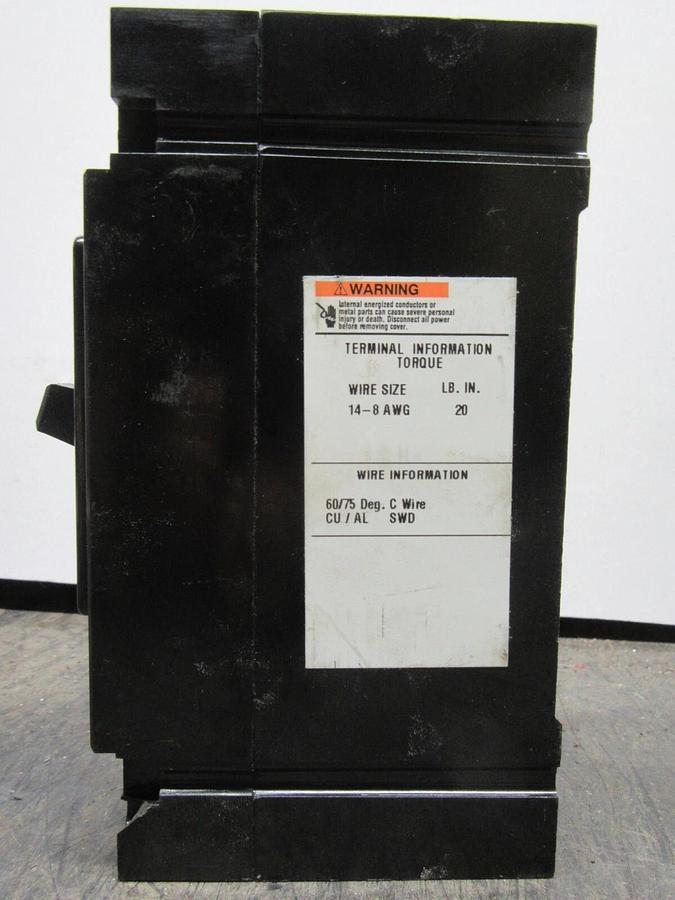 ⚠ WARNING
Internal energized conductors or
metal parts can cause severe personal
injury or death. Disconnect all power
before removing cover.
TERMINAL INFORMATION
TORQUE
WIRE SIZE LB. IN.
14-8 AWG 20
WIRE INFORMATION
60/75 Deg. C Wire
CU / AL SWD